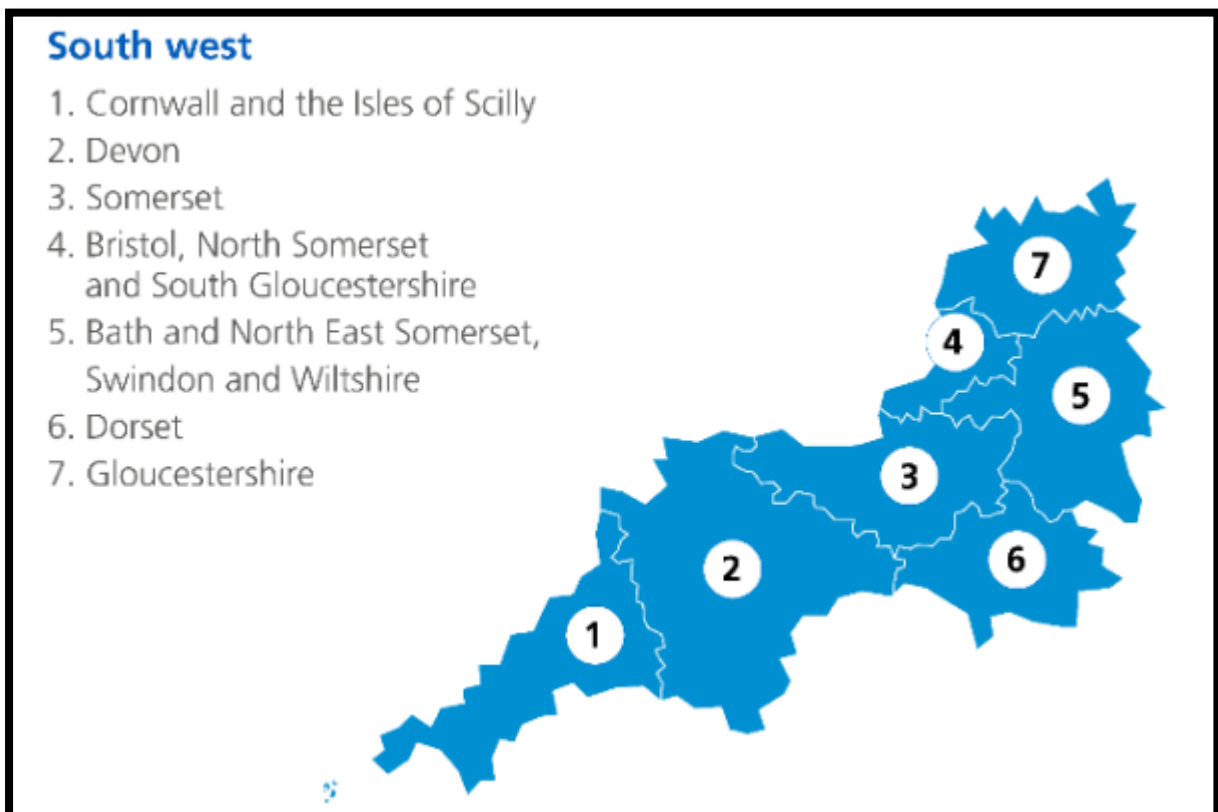 South west
1. Cornwall and the Isles of Scilly
2. Devon
3. Somerset
4. Bristol, North Somerset
and South Gloucestershire
5. Bath and North East Somerset,
Swindon and Wiltshire
6. Dorset
7. Gloucestershire
7
4
5
3
6
2
1